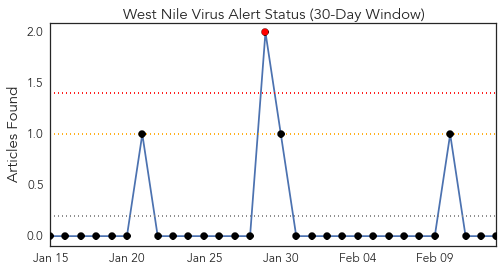 West Nile Virus Alert Status (30-Day Window)
Articles Found
2.0
1.5
1.0
0.5
0.0
Jan 15 Jan 20 Jan 25 Jan 30 Feb 04 Feb 09